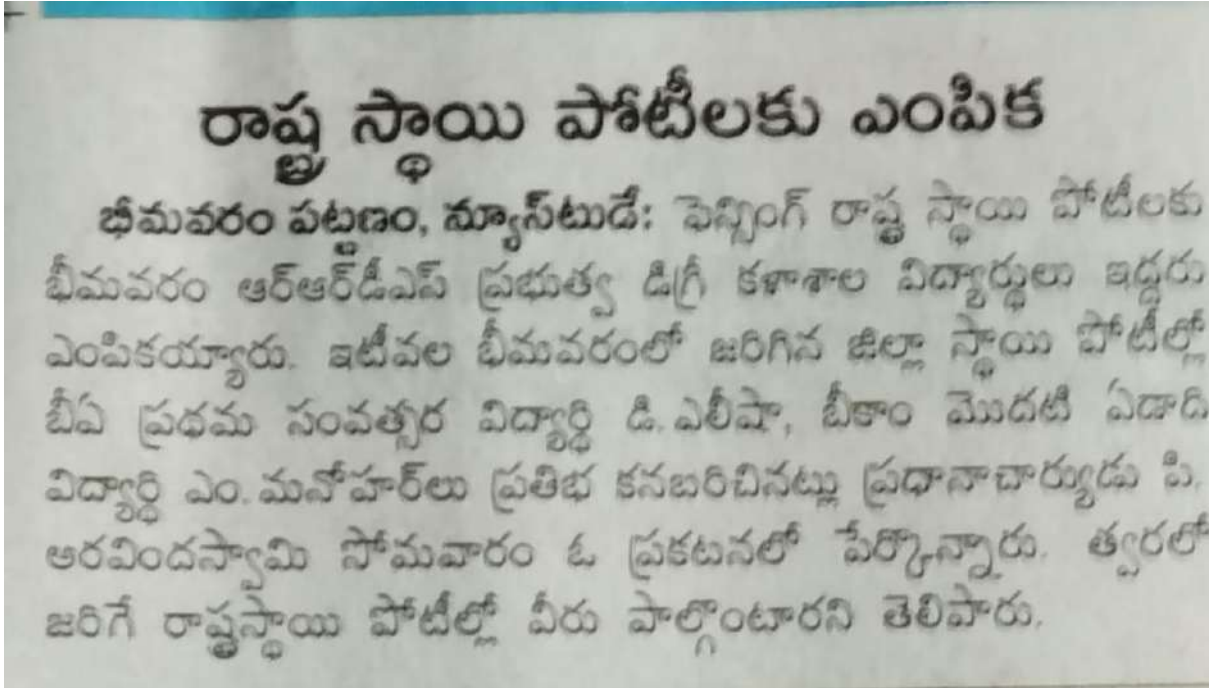 రాష్ట్ర స్థాయి పోటీలకు ఎంపిక
భీమవరం పట్టణం, న్యూస్‌టుడే: ఫెన్సింగ్ రాష్ట్ర స్థాయి పోటీలకు
భీమవరం ఆర్‌ఆర్‌డీఎస్ ప్రభుత్వ డిగ్రీ కళాశాల విద్యార్థులు ఇద్దరు
ఎంపికయ్యారు. ఇటీవల భీమవరంలో జరిగిన జిల్లా స్థాయి పోటీల్లో
బీఏ ప్రథమ సంవత్సర విద్యార్థి డి.ఎలీషా, బీకాం మొదటి ఏడాది
విద్యార్థి ఎం.మనోహర్‌లు ప్రతిభ కనబరిచినట్లు ప్రధానాచార్యుడు పి.
అరవిందస్వామి సోమవారం ఓ ప్రకటనలో పేర్కొన్నారు. త్వరలో
జరిగే రాష్ట్రస్థాయి పోటీల్లో వీరు పాల్గొంటారని తెలిపారు.